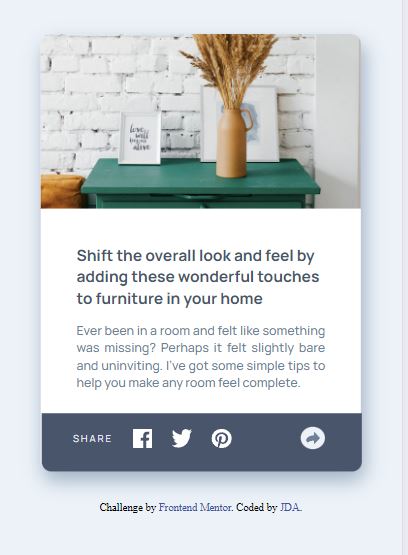 love
well
alive
Shift the overall look and feel by
adding these wonderful touches
to furniture in your home
Ever been in a room and felt like something
was missing? Perhaps it felt slightly bare
and uninviting. I've got some simple tips to
help you make any room feel complete.
SHARE
Challenge by Frontend Mentor. Coded by JDA.